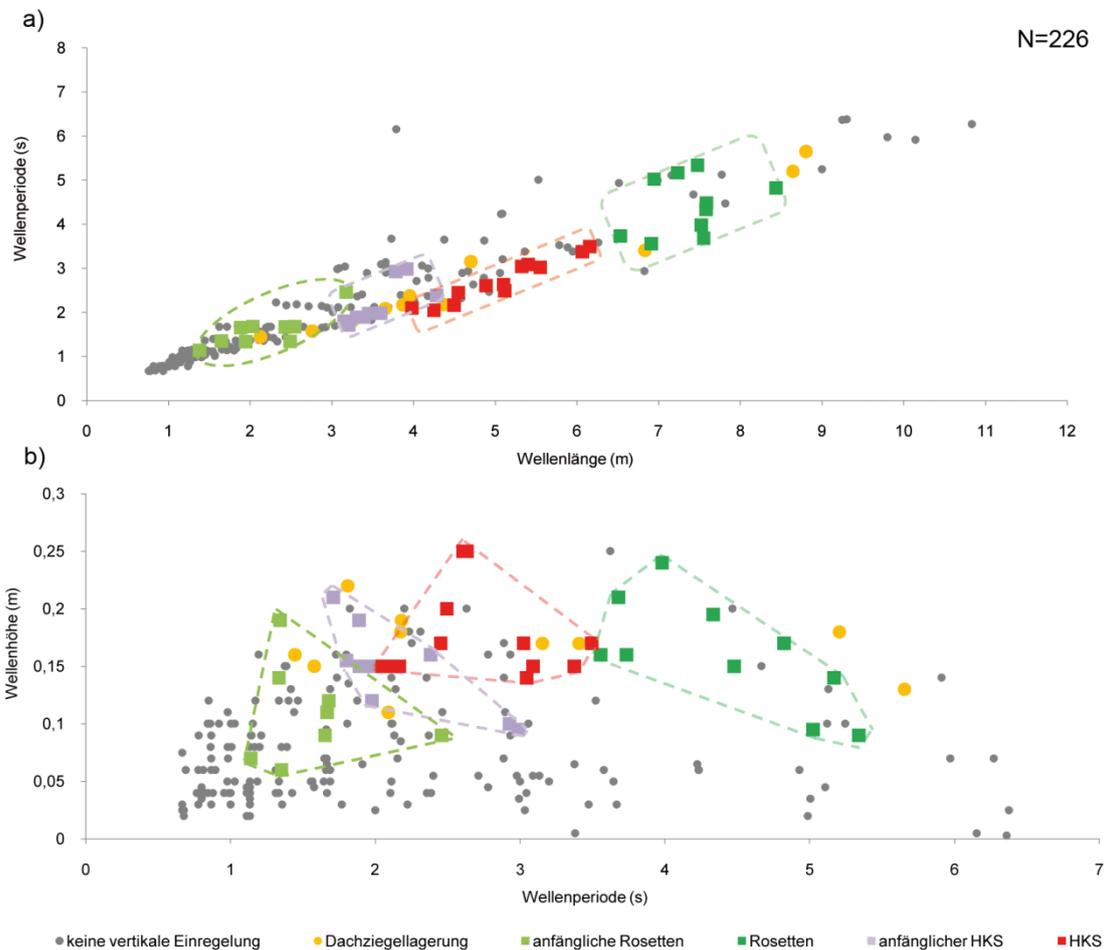 a)
N=226
8
7
6
5
4
3
2
1
0
Wellenperiode (s)
0 1 2 3 4 5 6 7 8 9 10 11 12
Wellenlänge (m)
b)
0,3
0,25
0,2
0,15
0,1
0,05
0
Wellenhöhe (m)
0 1 2 3 4 5 6 7
Wellenperiode (s)
keine vertikale Einregelung Dachziegellagerung anfängliche Rosetten Rosetten anfänglicher HKS HKS